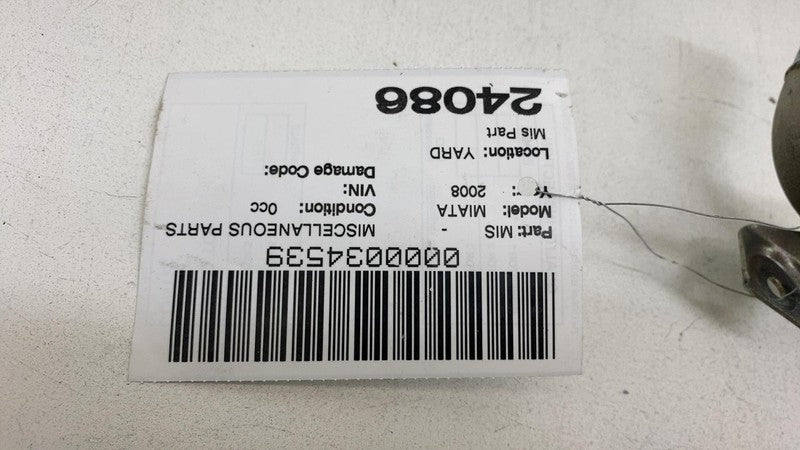 0000034539
Part: MIS - MISCELLANEOUS PARTS
Model: MIATA Condition: 0cc
2008 VIN:
Damage Code:
Location: YARD
Mis Part
24086